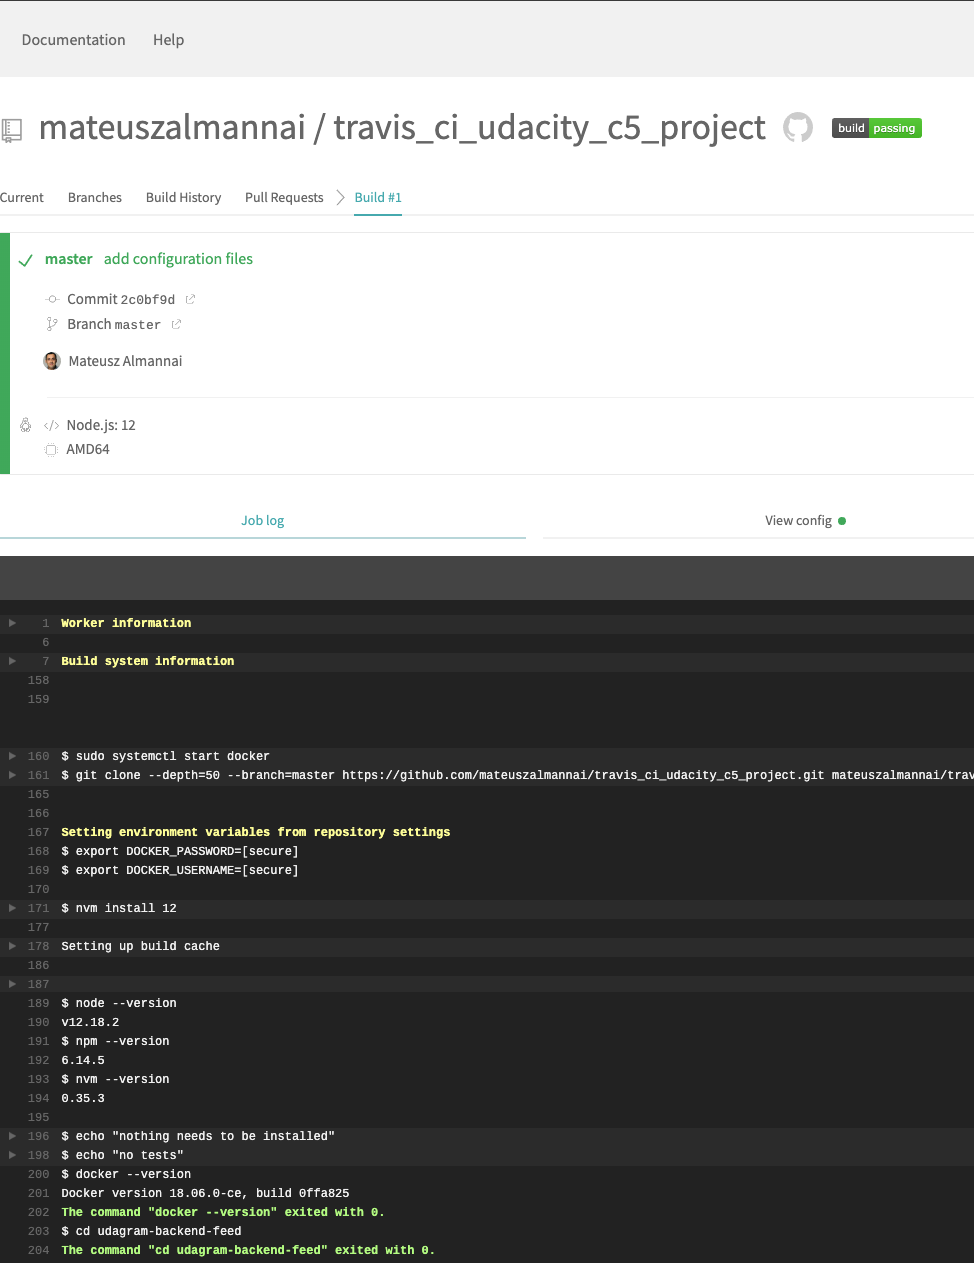 Documentation Help
mateuszalmannai / travis_ci_udacity_c5_project build passing
Current Branches Build History Pull Requests Build #1
master add configuration files
Commit 2c0bf9d
Branch master
Mateusz Almannai
Node.js: 12
AMD64
Job log View config
1 Worker information
6
7 Build system information
158
159
160 $ sudo systemctl start docker
161 $ git clone --depth=50 --branch=master https://github.com/mateuszalmannai/travis_ci_udacity_c5_project.git mateuszalmannai/trav
165
166
167 Setting environment variables from repository settings
168 $ export DOCKER_PASSWORD=[secure]
169 $ export DOCKER_USERNAME=[secure]
170
171 $ nvm install 12
177
178 Setting up build cache
186
187
189 $ node --version
190 v12.18.2
191 $ npm --version
192 6.14.5
193 $ nvm --version
194 0.35.3
195
196 $ echo "nothing needs to be installed"
198 $ echo "no tests"
200 $ docker --version
201 Docker version 18.06.0-ce, build 0ffa825
202 The command "docker --version" exited with 0.
203 $ cd udagram-backend-feed
204 The command "cd udagram-backend-feed" exited with 0.